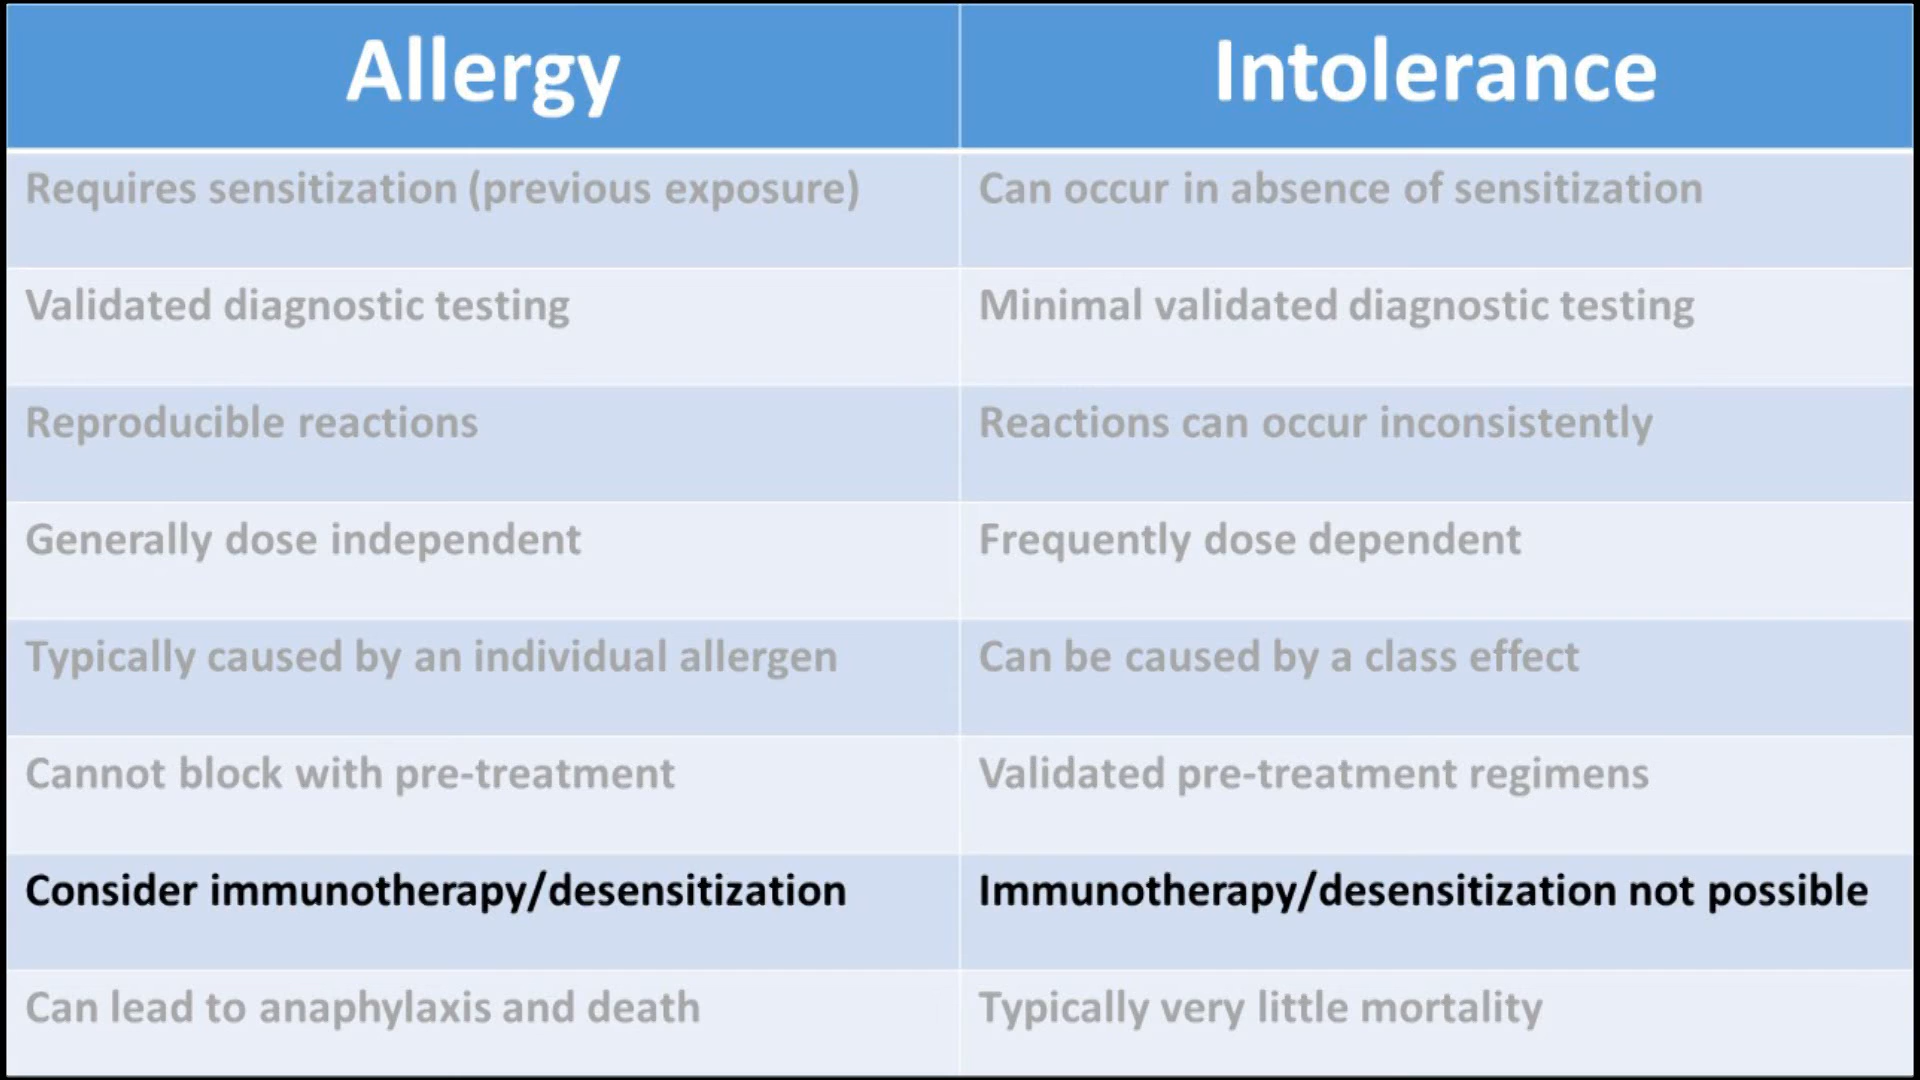 Allergy
Intolerance
Requires sensitization (previous exposure)
Can occur in absence of sensitization
Validated diagnostic testing
Minimal validated diagnostic testing
Reproducible reactions
Reactions can occur inconsistently
Generally dose independent
Frequently dose dependent
Typically caused by an individual allergen
Can be caused by a class effect
Cannot block with pre-treatment
Validated pre-treatment regimens
Consider immunotherapy/desensitization
Immunotherapy/desensitization not possible
Can lead to anaphylaxis and death
Typically very little mortality